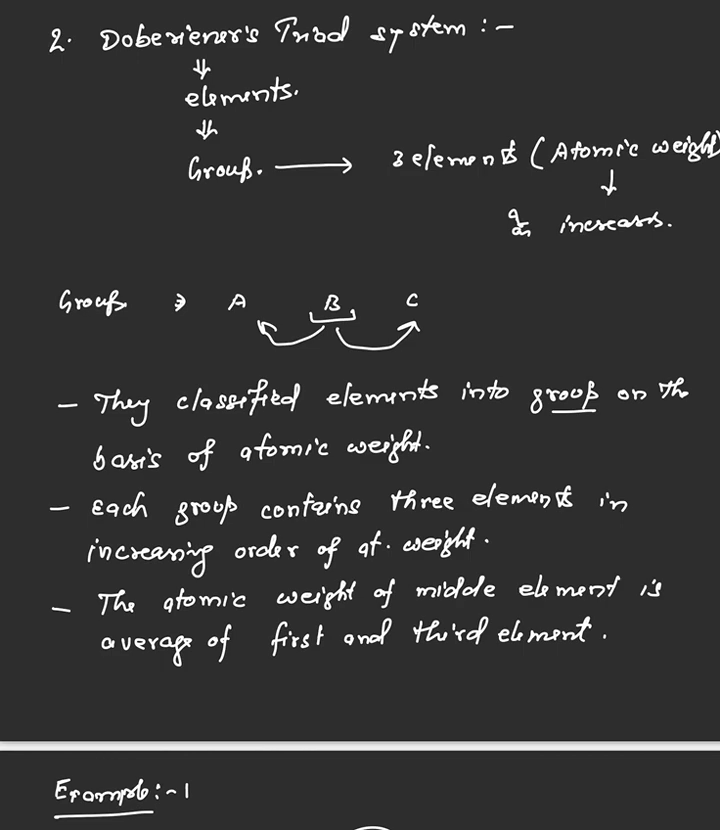 2. Doberiener's Triad system :-
⇓
elements.
⇓
Group. ⟶ 3 elements (Atomic weight)
↓
increases.
Group ⇒ A B C
- They classified elements into group on the
basis of atomic weight.
- Each group contains three elements in
increasing order of at. weight.
- The atomic weight of middle element is
average of first and third element.
Example :- 1